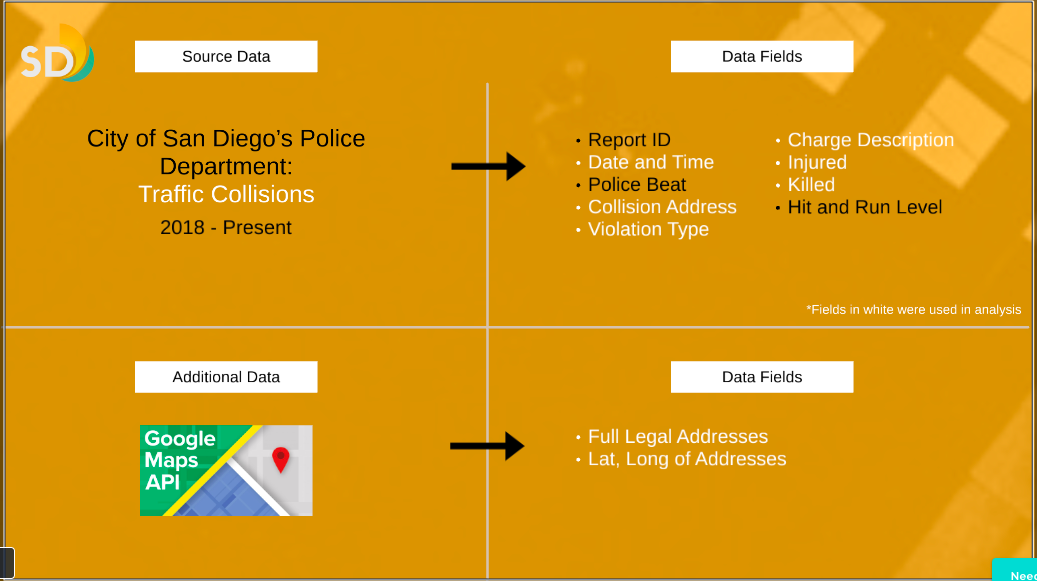 SD
Source Data
Data Fields
City of San Diego’s Police
Department:
Traffic Collisions
2018 - Present
• Report ID
• Date and Time
• Police Beat
• Collision Address
• Violation Type
• Charge Description
• Injured
• Killed
• Hit and Run Level
*Fields in white were used in analysis
Additional Data
Data Fields
Google
Maps
API
• Full Legal Addresses
• Lat, Long of Addresses